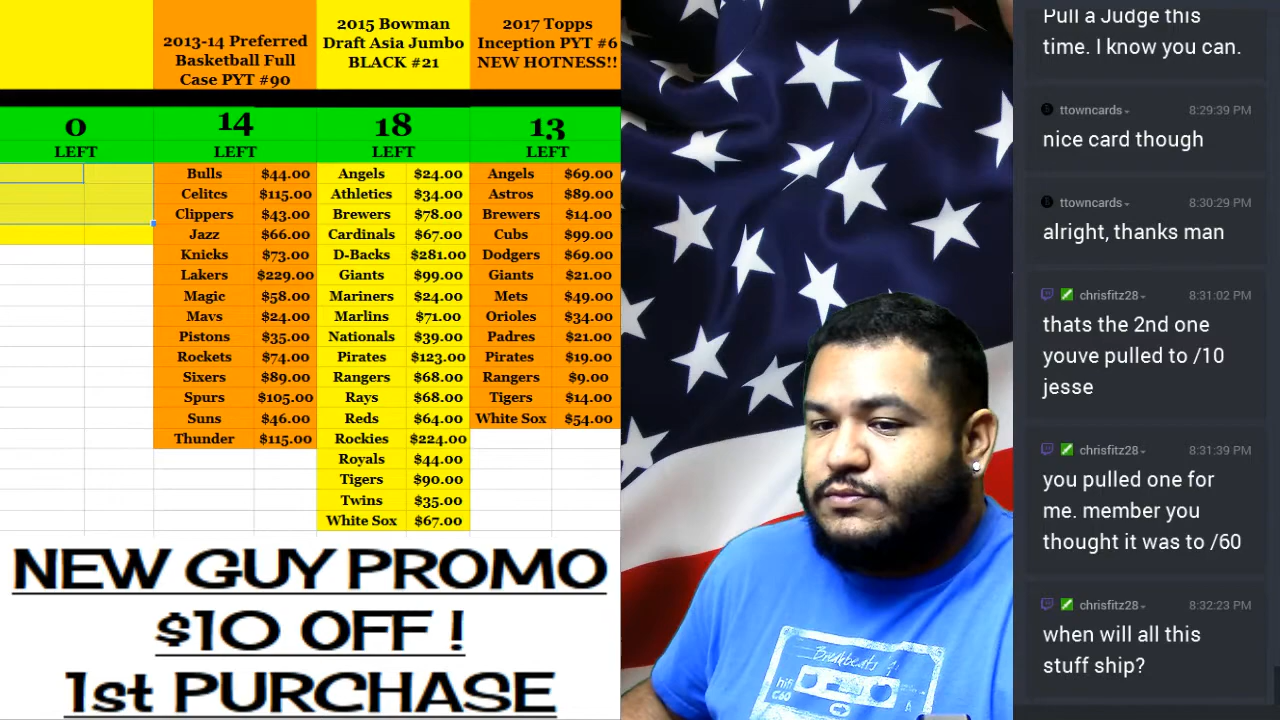 2013-14 Preferred
Basketball Full
Case PYT #90
2015 Bowman
Draft Asia Jumbo
BLACK #21
2017 Topps
Inception PYT #6
NEW HOTNESS!!
0
LEFT
14
LEFT
18
LEFT
13
LEFT
Bulls $44.00
Celitcs $115.00
Clippers $43.00
Jazz $66.00
Knicks $73.00
Lakers $229.00
Magic $58.00
Mavs $24.00
Pistons $35.00
Rockets $74.00
Sixers $89.00
Spurs $105.00
Suns $46.00
Thunder $115.00
Angels $24.00
Athletics $34.00
Brewers $78.00
Cardinals $67.00
D-Backs $281.00
Giants $99.00
Mariners $24.00
Marlins $71.00
Nationals $39.00
Pirates $123.00
Rangers $68.00
Rays $68.00
Reds $64.00
Rockies $224.00
Royals $44.00
Tigers $90.00
Twins $35.00
White Sox $67.00
Angels $69.00
Astros $89.00
Brewers $14.00
Cubs $99.00
Dodgers $69.00
Giants $21.00
Mets $49.00
Orioles $34.00
Padres $21.00
Pirates $19.00
Rangers $9.00
Tigers $14.00
White Sox $54.00
NEW GUY PROMO
$10 OFF !
1st PURCHASE
Breakbeats
hifi
C60
Pull a Judge this
time. I know you can.
ttowncards 8:29:39 PM
nice card though
ttowncards 8:30:29 PM
alright, thanks man
chrisfitz28 8:31:02 PM
thats the 2nd one
youve pulled to /10
jesse
chrisfitz28 8:31:39 PM
you pulled one for
me. member you
thought it was to /60
chrisfitz28 8:32:23 PM
when will all this
stuff ship?